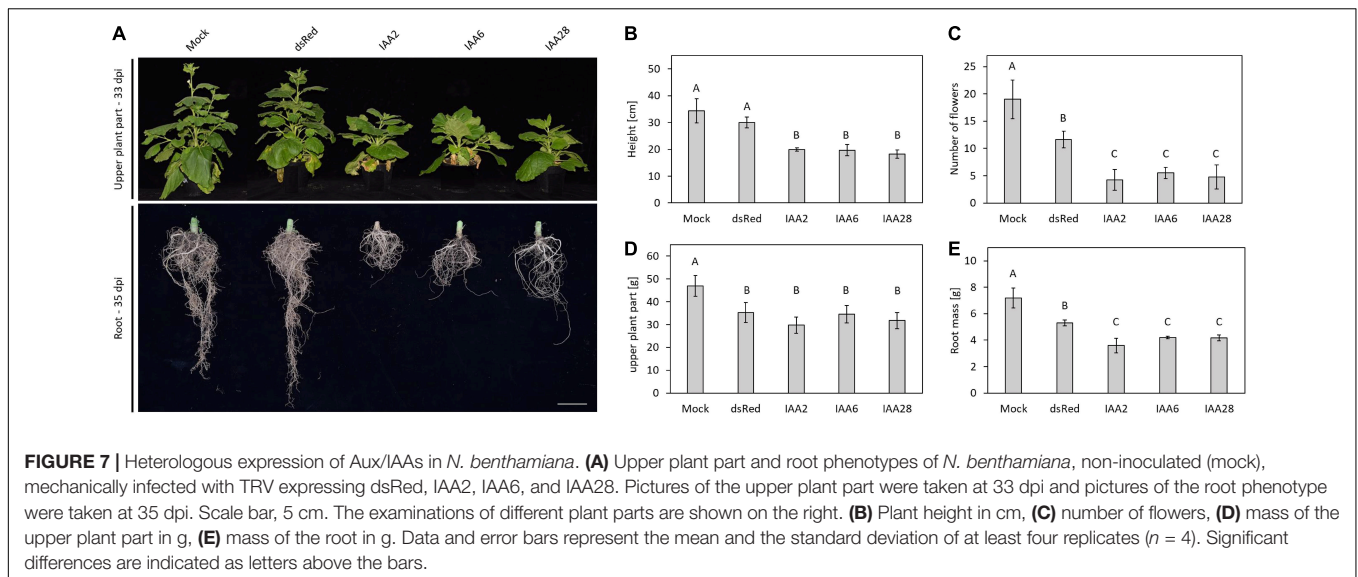 A
Mock
dsRed
IAA2
IAA6
IAA28
Upper plant part - 33 dpi
Root - 35 dpi
B
Height [cm]
50
40
30
20
10
0
A
A
B
B
B
Mock dsRed IAA2 IAA6 IAA28
C
Number of flowers
25
20
15
10
5
0
A
B
C
C
C
Mock dsRed IAA2 IAA6 IAA28
D
upper plant part [g]
60
50
40
30
20
10
0
A
B
B
B
B
Mock dsRed IAA2 IAA6 IAA28
E
Root mass [g]
10
8
6
4
2
0
A
B
C
C
C
Mock dsRed IAA2 IAA6 IAA28
FIGURE 7 | Heterologous expression of Aux/IAAs in N. benthamiana. (A) Upper plant part and root phenotypes of N. benthamiana, non-inoculated (mock),
mechanically infected with TRV expressing dsRed, IAA2, IAA6, and IAA28. Pictures of the upper plant part were taken at 33 dpi and pictures of the root phenotype
were taken at 35 dpi. Scale bar, 5 cm. The examinations of different plant parts are shown on the right. (B) Plant height in cm, (C) number of flowers, (D) mass of the
upper plant part in g, (E) mass of the root in g. Data and error bars represent the mean and the standard deviation of at least four replicates (n = 4). Significant
differences are indicated as letters above the bars.